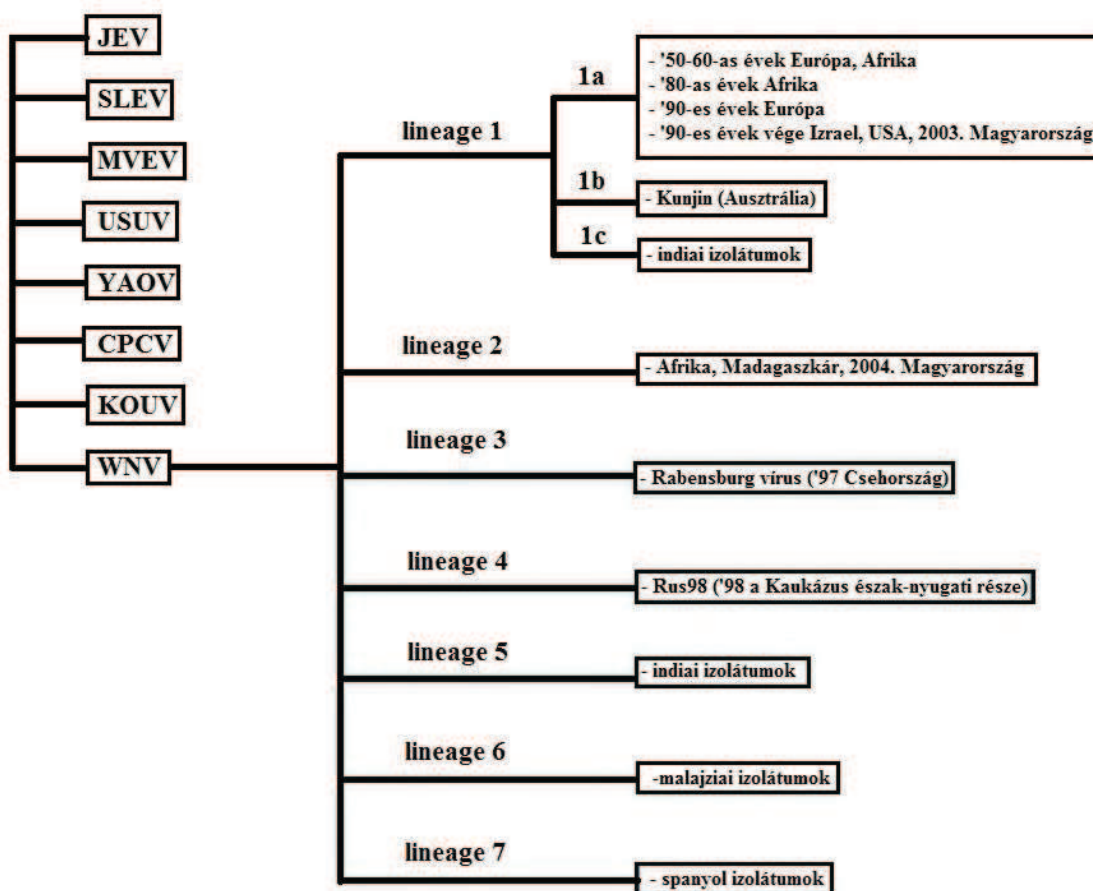 JEV
SLEV
MVEV
USUV
YAOV
CPCV
KOUV
WNV
lineage 1
1a
- '50-60-as évek Európa, Afrika
- '80-as évek Afrika
- '90-es évek Európa
- '90-es évek vége Izrael, USA, 2003. Magyarország
1b
- Kunjin (Ausztrália)
1c
- indiai izolátumok
lineage 2
- Afrika, Madagaszkár, 2004. Magyarország
lineage 3
- Rabensburg vírus ('97 Csehország)
lineage 4
- Rus98 ('98 a Kaukázus észak-nyugati része)
lineage 5
- indiai izolátumok
lineage 6
-malajziai izolátumok
lineage 7
- spanyol izolátumok